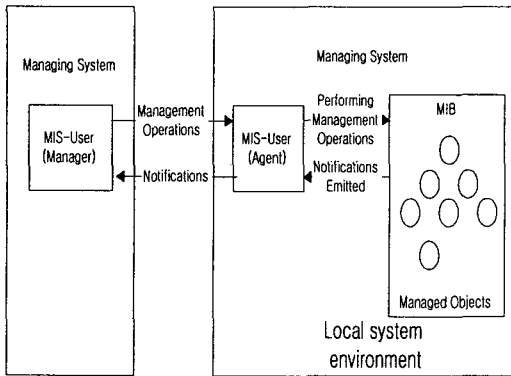 Managing System
MIS-User
(Manager)
Management
Operations
Notifications
Managing System
MIS-User
(Agent)
Performing
Management
Operations
Notifications
Emitted
MiB
Managed Objects
Local system
environment